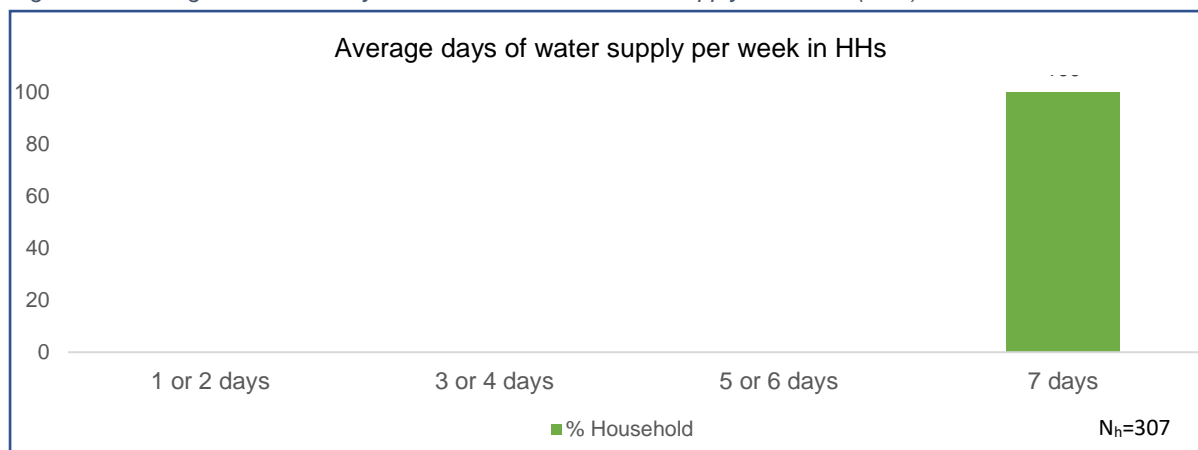 Average days of water supply per week in HHs
100
80
60
40
20
0
1 or 2 days
3 or 4 days
5 or 6 days
7 days
% Household
Nₕ=307